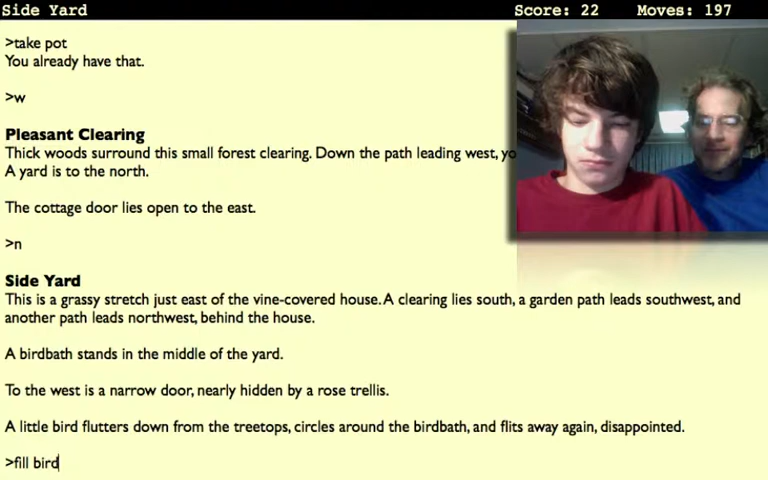 Side Yard Score: 22 Moves: 197
>take pot
You already have that.
>w
Pleasant Clearing
Thick woods surround this small forest clearing. Down the path leading west, yo
A yard is to the north.
The cottage door lies open to the east.
>n
Side Yard
This is a grassy stretch just east of the vine-covered house. A clearing lies south, a garden path leads southwest, and
another path leads northwest, behind the house.
A birdbath stands in the middle of the yard.
To the west is a narrow door, nearly hidden by a rose trellis.
A little bird flutters down from the treetops, circles around the birdbath, and flits away again, disappointed.
>fill bird